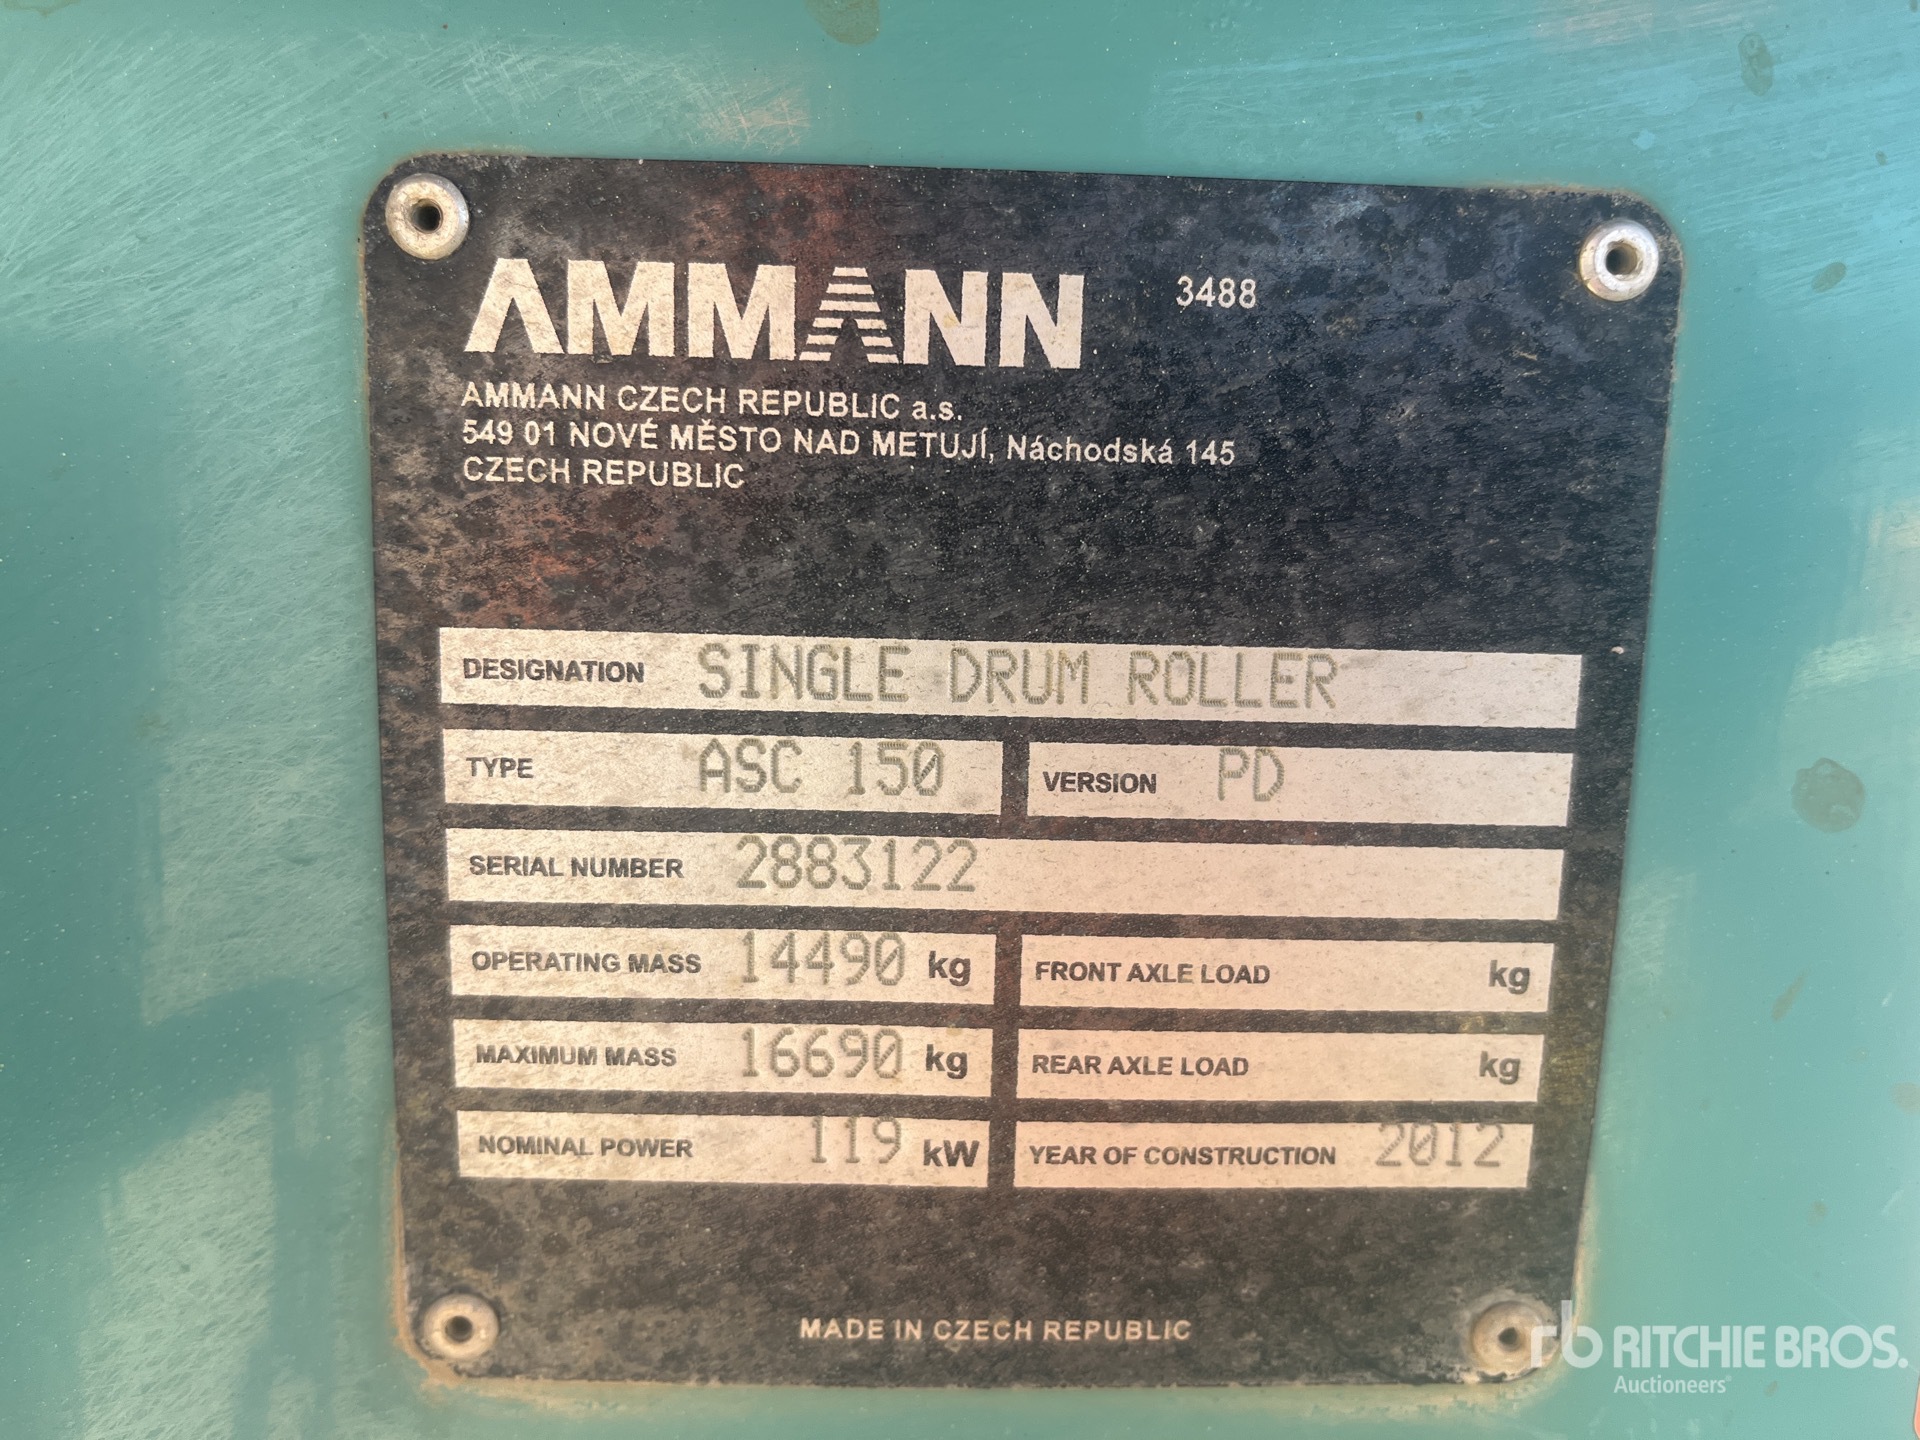 AMMANN 3488
AMMANN CZECH REPUBLIC a.s.
549 01 NOVÉ MĚSTO NAD METUJÍ, Náchodská 145
CZECH REPUBLIC
DESIGNATION SINGLE DRUM ROLLER
TYPE ASC 150 VERSION PD
SERIAL NUMBER 2883122
OPERATING MASS 14490 kg FRONT AXLE LOAD kg
MAXIMUM MASS 16690 kg REAR AXLE LOAD kg
NOMINAL POWER 119 kW YEAR OF CONSTRUCTION 2012
MADE IN CZECH REPUBLIC
rb RITCHIE BROS.
Auctioneers